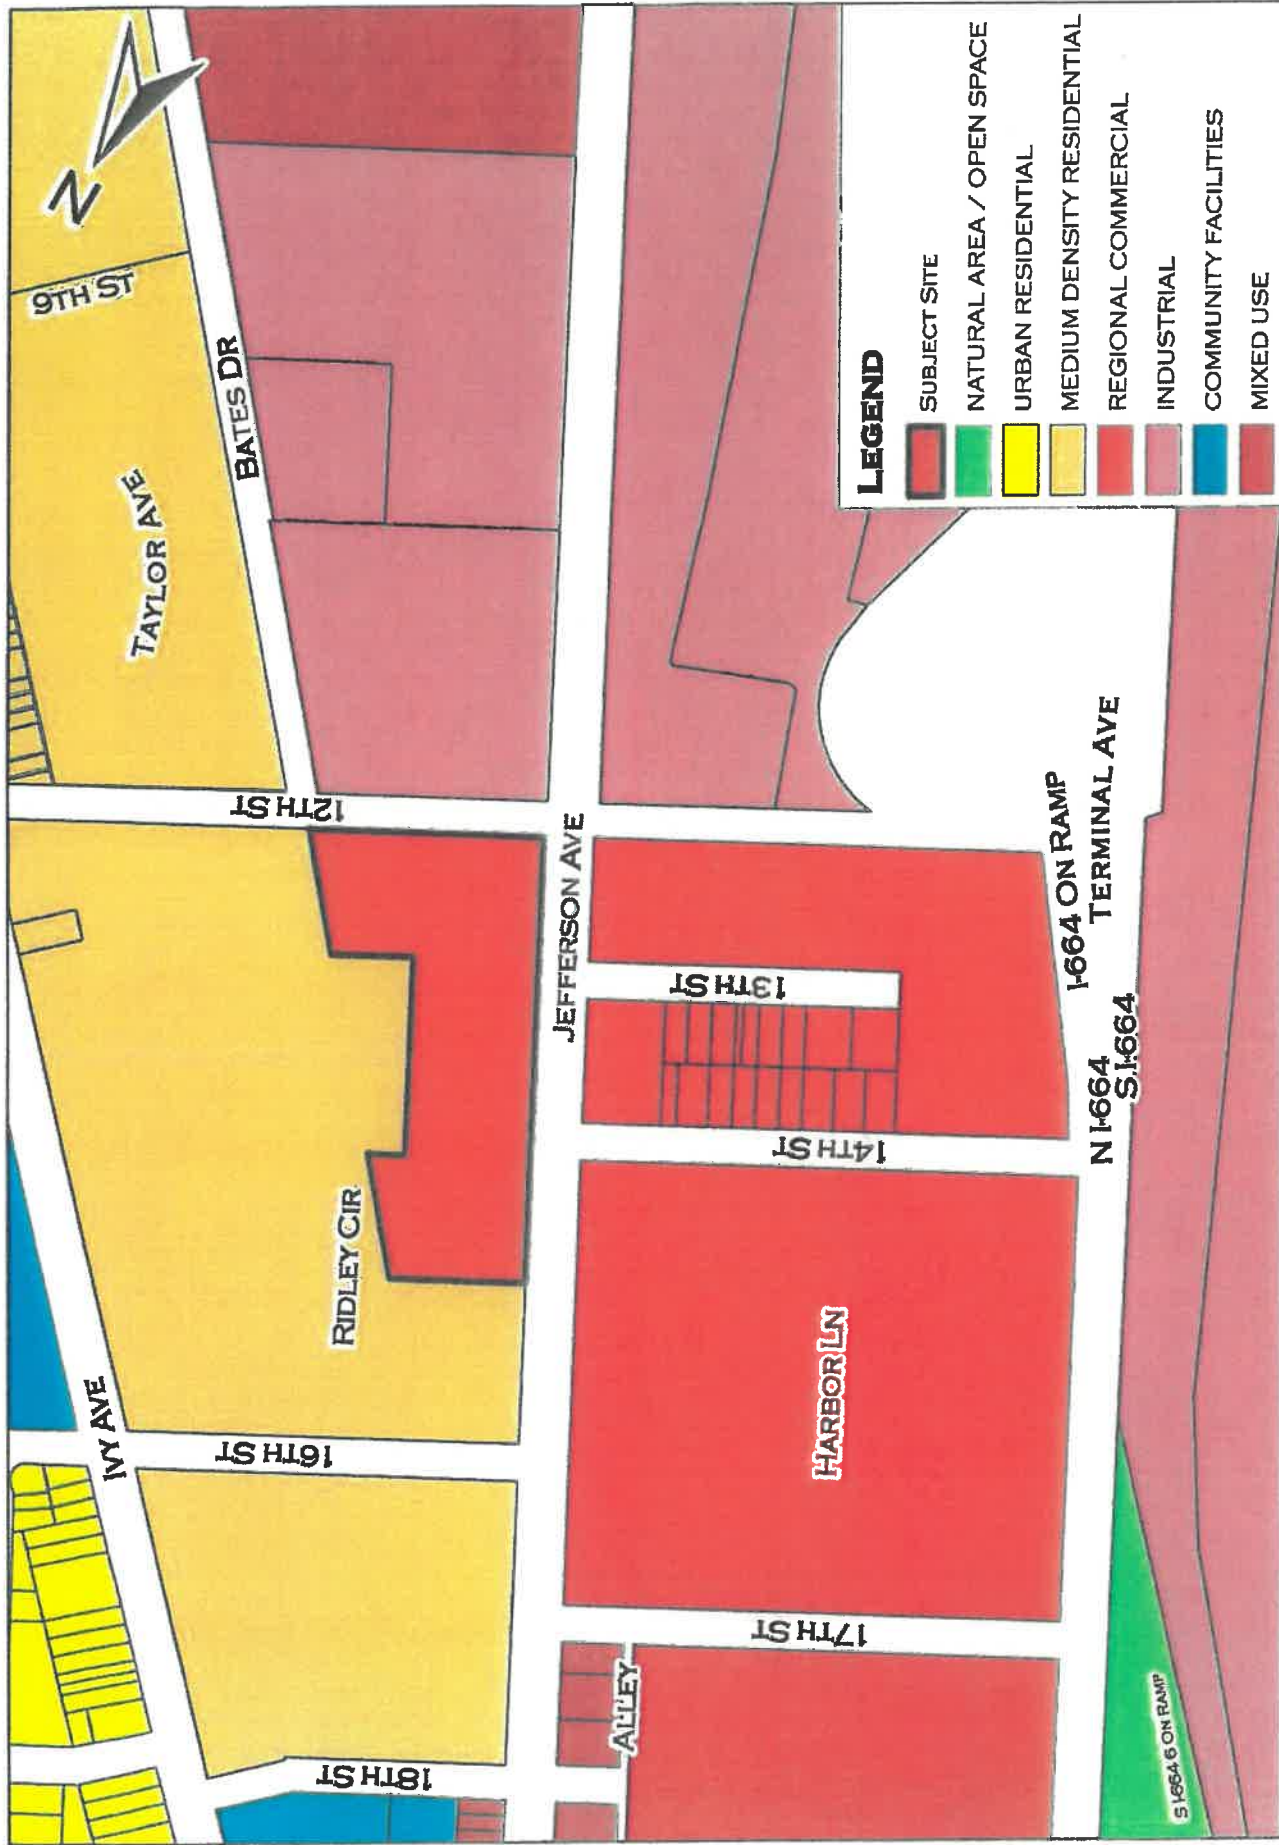 N
9TH ST
TAYLOR AVE
BATES DR
12TH ST
JEFFERSON AVE
13TH ST
I-664 ON RAMP
TERMINAL AVE
N I-664
S.I-664
14TH ST
RIDLEY CIR
HARBOR LN
IVY AVE
16TH ST
17TH ST
ALLEY
18TH ST
S I-664 6 ON RAMP
LEGEND
SUBJECT SITE
NATURAL AREA / OPEN SPACE
URBAN RESIDENTIAL
MEDIUM DENSITY RESIDENTIAL
REGIONAL COMMERCIAL
INDUSTRIAL
COMMUNITY FACILITIES
MIXED USE